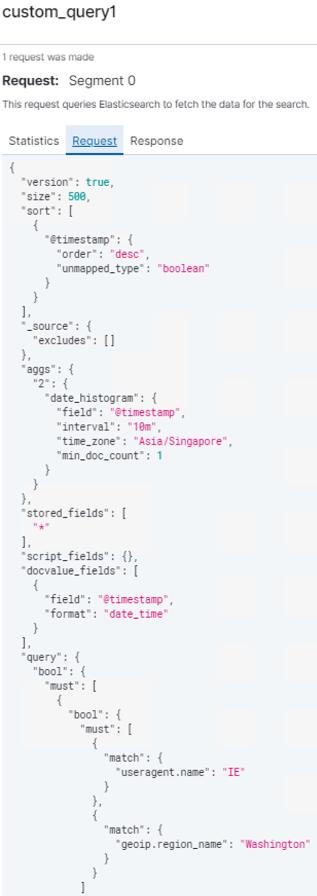 custom_query1
1 request was made
Request: Segment 0
This request queries Elasticsearch to fetch the data for the search.
Statistics Request Response
{
  "version": true,
  "size": 500,
  "sort": [
    {
      "@timestamp": {
        "order": "desc",
        "unmapped_type": "boolean"
      }
    }
  ],
  "_source": {
    "excludes": []
  },
  "aggs": {
    "2": {
      "date_histogram": {
        "field": "@timestamp",
        "interval": "10m",
        "time_zone": "Asia/Singapore",
        "min_doc_count": 1
      }
    }
  },
  "stored_fields": [
    "*"
  ],
  "script_fields": {},
  "docvalue_fields": [
    {
      "field": "@timestamp",
      "format": "date_time"
    }
  ],
  "query": {
    "bool": {
      "must": [
        {
          "bool": {
            "must": [
              {
                "match": {
                  "useragent.name": "IE"
                }
              },
              {
                "match": {
                  "geoip.region_name": "Washington"
                }
              }
            ]